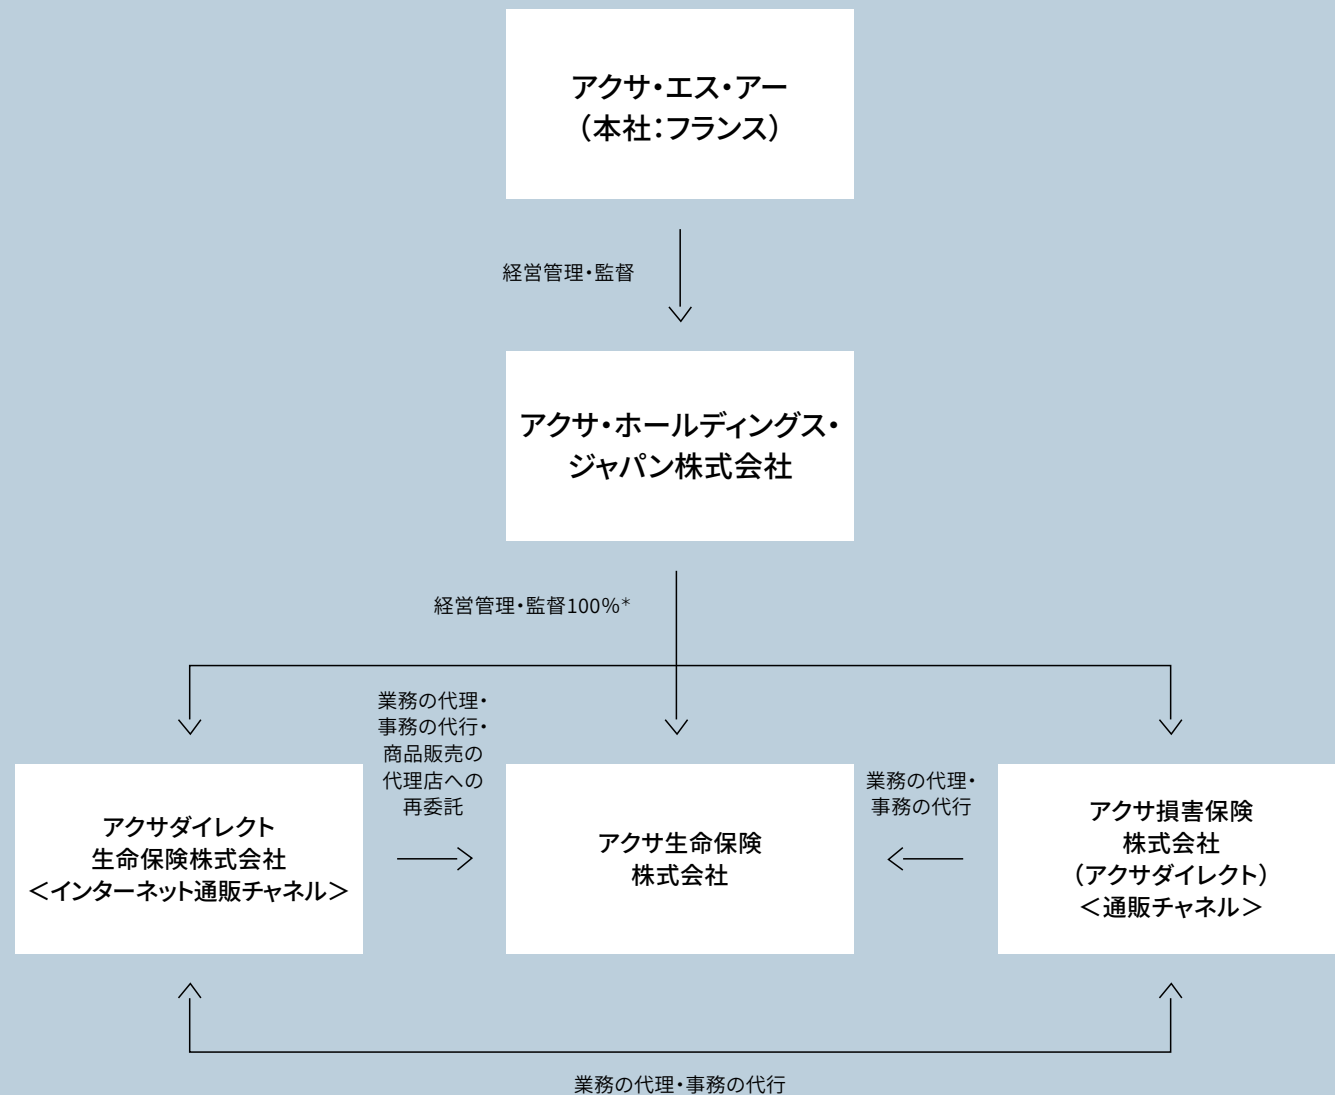 アクサ・エス・アー
（本社：フランス）
経営管理・監督
アクサ・ホールディングス・
ジャパン株式会社
経営管理・監督100％＊
業務の代理・
事務の代行・
商品販売の
代理店への
再委託
業務の代理・
事務の代行
アクサダイレクト
生命保険株式会社
＜インターネット通販チャネル＞
アクサ生命保険
株式会社
アクサ損害保険
株式会社
（アクサダイレクト）
＜通販チャネル＞
業務の代理・事務の代行